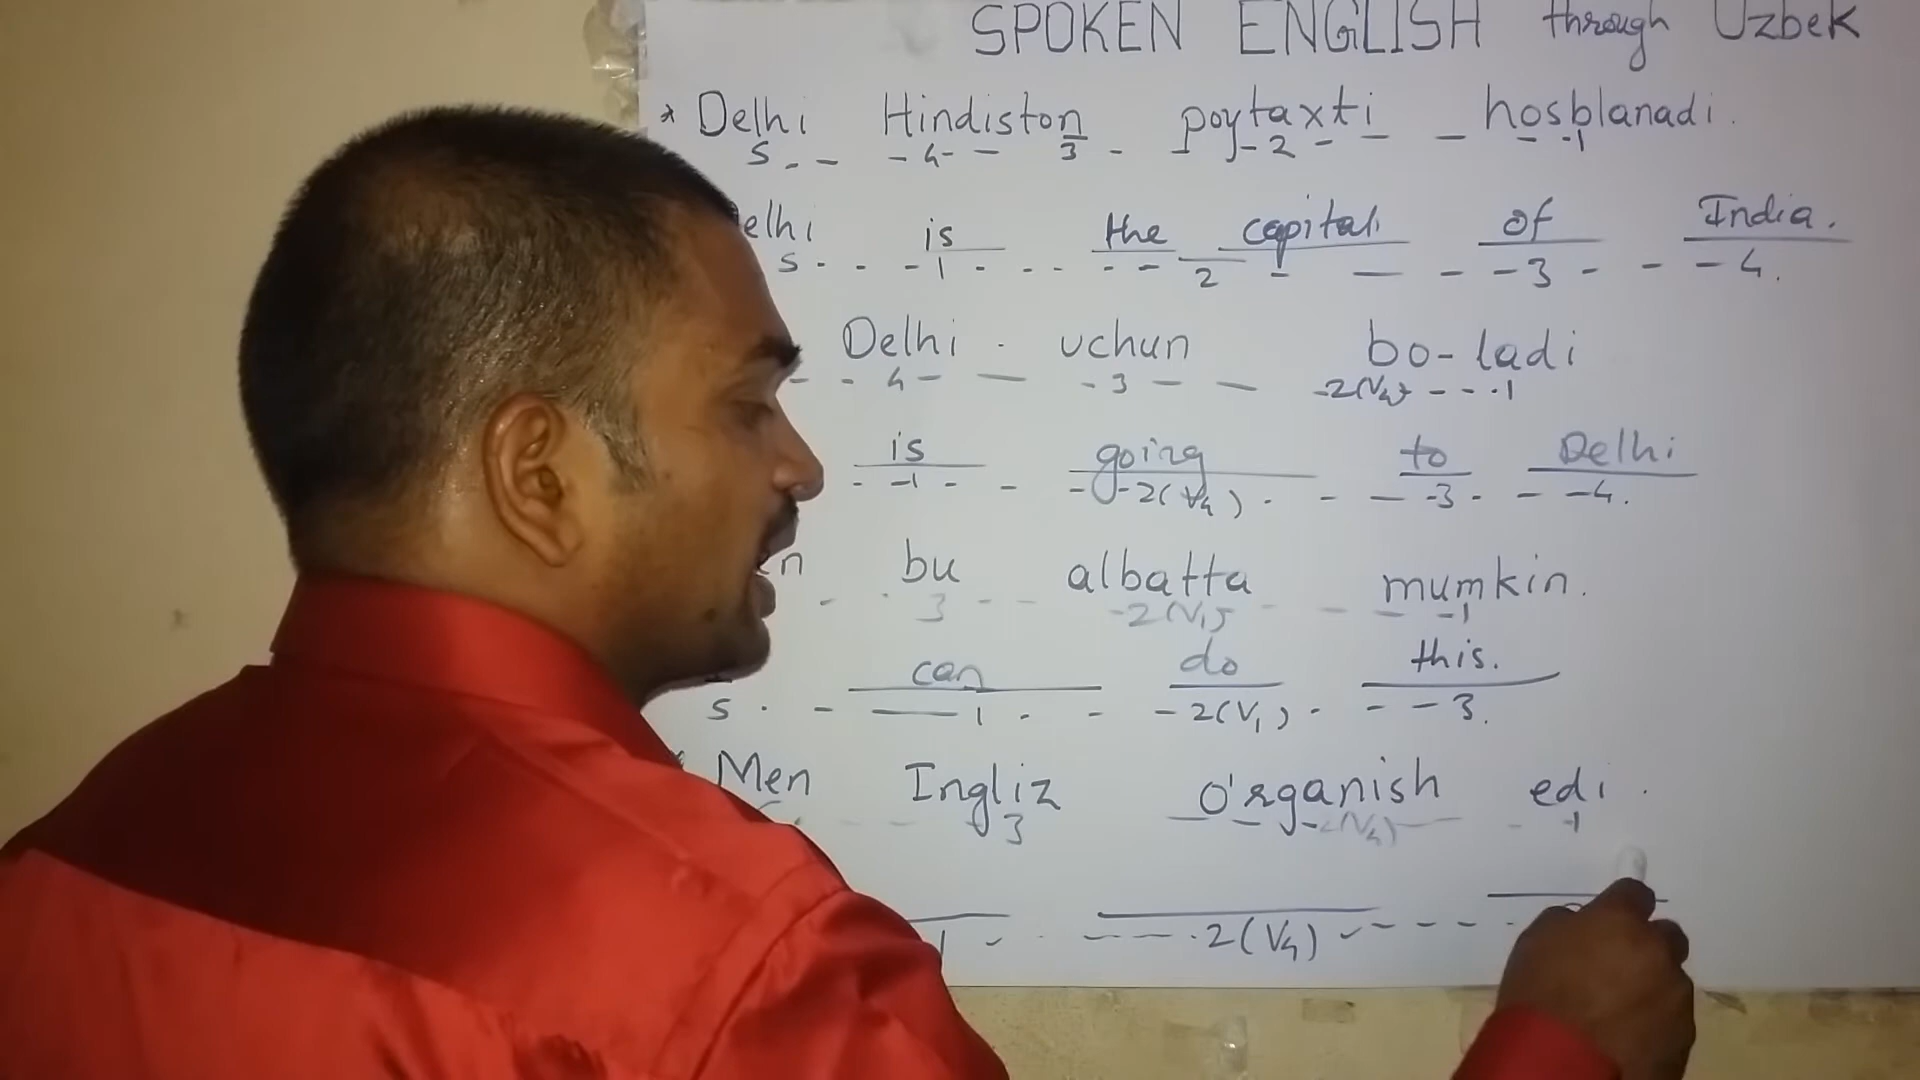 SPOKEN ENGLISH through Uzbek
* Delhi Hindiston poytaxti hosblanadi.
S - - - 4 - - 3 - - 2 - - - - -1
elhi is the capital of India.
S - - - 1 - - - - - - 2 - - - - - 3 - - - 4.
Delhi . uchun bo-ladi
- - 4 - - - 3 - - -2(V4) - - - 1
is going to Delhi
- -1 - - - -2(V4) - - - -3 - - -4.
n bu albatta mumkin.
- - 3 - - -2(V1) - - -1
can do this.
S - - - 1 - - - 2(V1) - - - 3.
Men Ingliz o'rganish edi.
3 - - - 2(V4) - - -1
1 - - - - - 2(V4) - - - -